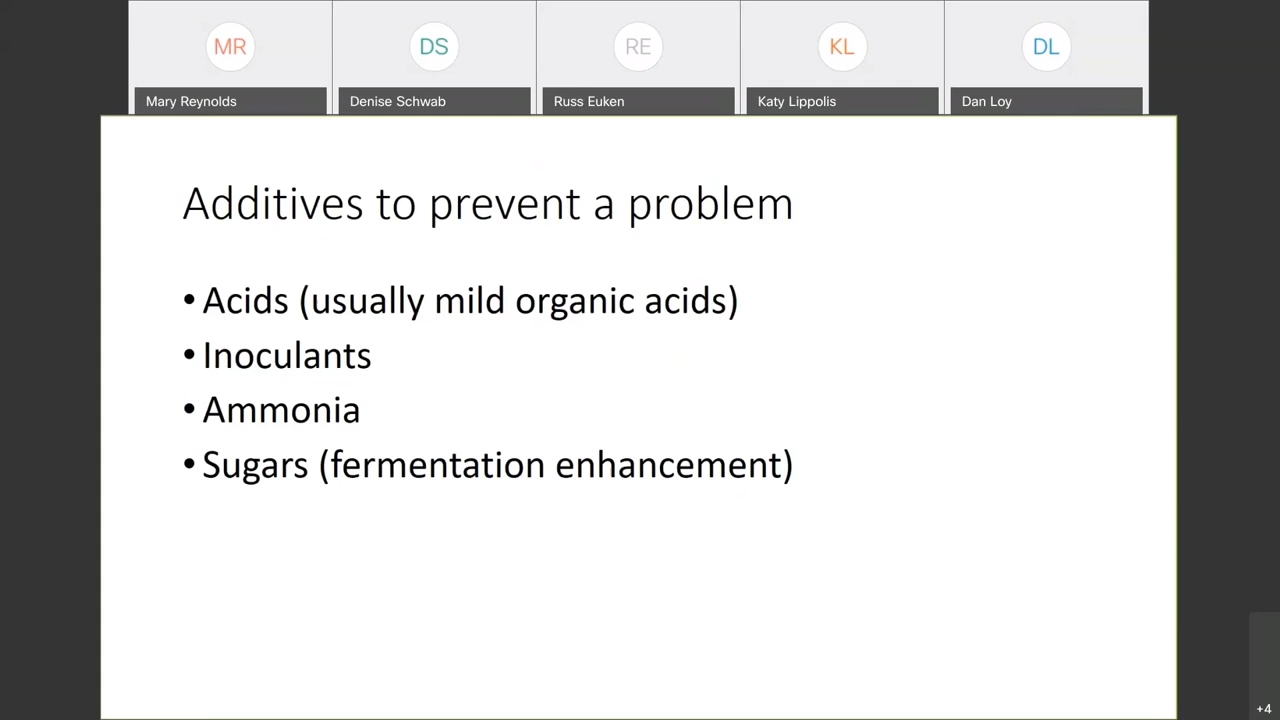 MR
DS
RE
KL
DL
Mary Reynolds
Denise Schwab
Russ Euken
Katy Lippolis
Dan Loy
Additives to prevent a problem
• Acids (usually mild organic acids)
• Inoculants
• Ammonia
• Sugars (fermentation enhancement)
+4